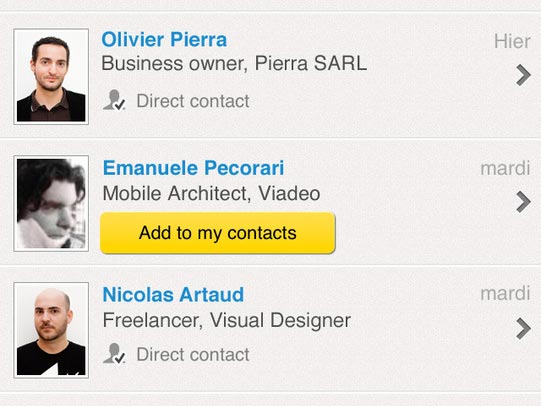 Olivier Pierra
Hier
Business owner, Pierra SARL
Direct contact
Emanuele Pecorari
mardi
Mobile Architect, Viadeo
Add to my contacts
Nicolas Artaud
mardi
Freelancer, Visual Designer
Direct contact